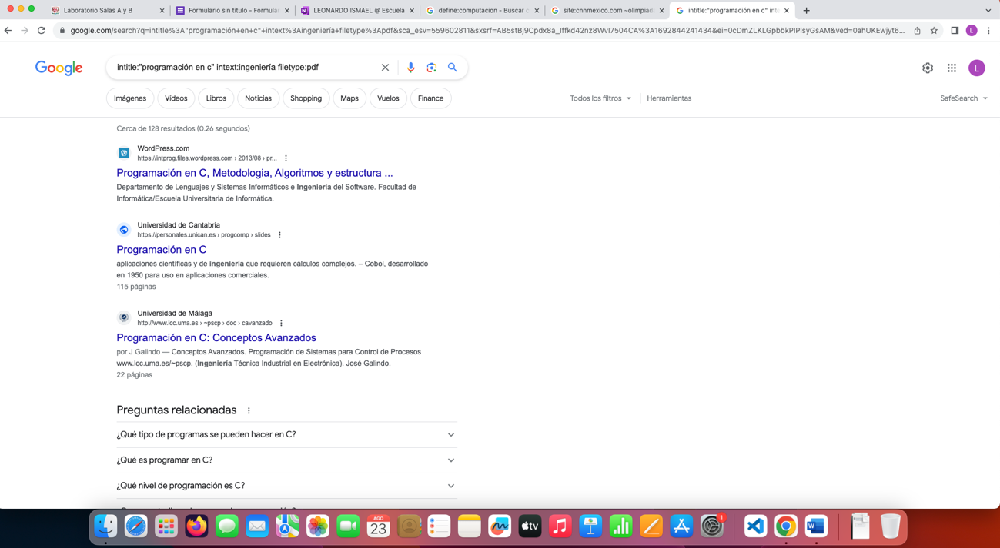 Laboratorio Salas A y B
Formulario sin título - Formular
LEONARDO ISMAEL @ Escuela
define:computacion - Buscar c
site:cnnmexico.com ~olimpiad
intitle:"programación en c" inte
google.com/search?q=intitle%3A"programación+en+c"+intext%3Aingeniería+filetype%3Apdf&sca_esv=559602811&sxsrf=AB5stBj9Cpdx8a_Iffkd42nz8WvI7504CA%3A1692844241434&ei=0cDmZLKLGpbbkPIPlsyGsAM&ved=0ahUKEwjyt6...
L
Google
intitle:"programación en c" intext:ingeniería filetype:pdf
L
Imágenes
Videos
Libros
Noticias
Shopping
Maps
Vuelos
Finance
Todos los filtros
Herramientas
SafeSearch
Cerca de 128 resultados (0.26 segundos)
WordPress.com
https://intprog.files.wordpress.com › 2013/08 › pr...
Programación en C, Metodologia, Algoritmos y estructura ...
Departamento de Lenguajes y Sistemas Informáticos e Ingeniería del Software. Facultad de
Informática/Escuela Universitaria de Informática.
Universidad de Cantabria
https://personales.unican.es › progcomp › slides
Programación en C
aplicaciones científicas y de ingeniería que requieren cálculos complejos. – Cobol, desarrollado
en 1950 para uso en aplicaciones comerciales.
115 páginas
Universidad de Málaga
http://www.lcc.uma.es › ~pscp › doc › cavanzado
Programación en C: Conceptos Avanzados
por J Galindo — Conceptos Avanzados. Programación de Sistemas para Control de Procesos
www.lcc.uma.es/~pscp. (Ingeniería Técnica Industrial en Electrónica). José Galindo.
22 páginas
Preguntas relacionadas
¿Qué tipo de programas se pueden hacer en C?
¿Qué es programar en C?
¿Qué nivel de programación es C?
AGO
23
tv
1
W